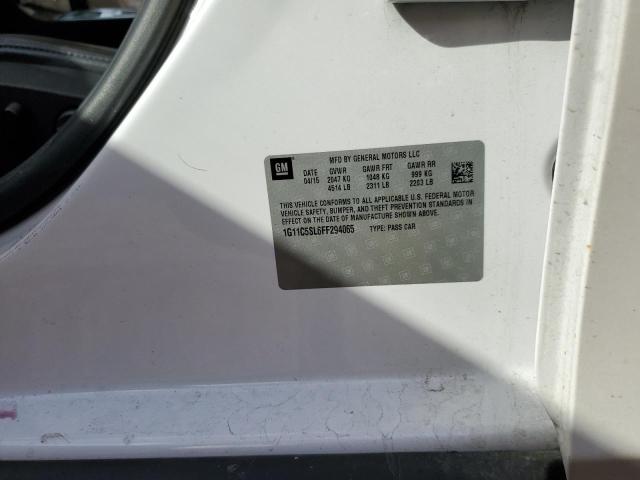 GM
MFD BY GENERAL MOTORS LLC
DATE GVWR GAWR FRT GAWR RR
04/15 2047 KG 1048 KG 999 KG
4514 LB 2311 LB 2203 LB
THIS VEHICLE CONFORMS TO ALL APPLICABLE U.S. FEDERAL MOTOR
VEHICLE SAFETY, BUMPER, AND THEFT PREVENTION STANDARDS
IN EFFECT ON THE DATE OF MANUFACTURE SHOWN ABOVE.
1G11C5SL6FF294065 TYPE: PASS CAR